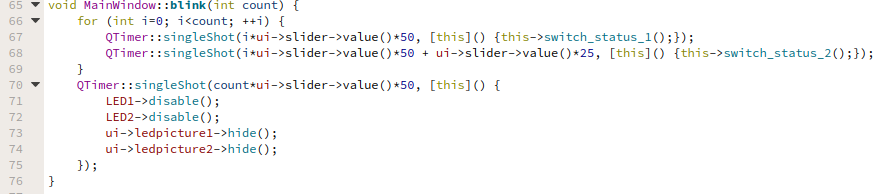 65 void MainWindow::blink(int count) {
66 for (int i=0; i<count; ++i) {
67 QTimer::singleShot(i*ui->slider->value()*50, [this]() {this->switch_status_1();});
68 QTimer::singleShot(i*ui->slider->value()*50 + ui->slider->value()*25, [this]() {this->switch_status_2();});
69 }
70 QTimer::singleShot(count*ui->slider->value()*50, [this]() {
71 LED1->disable();
72 LED2->disable();
73 ui->ledpicture1->hide();
74 ui->ledpicture2->hide();
75 });
76 }